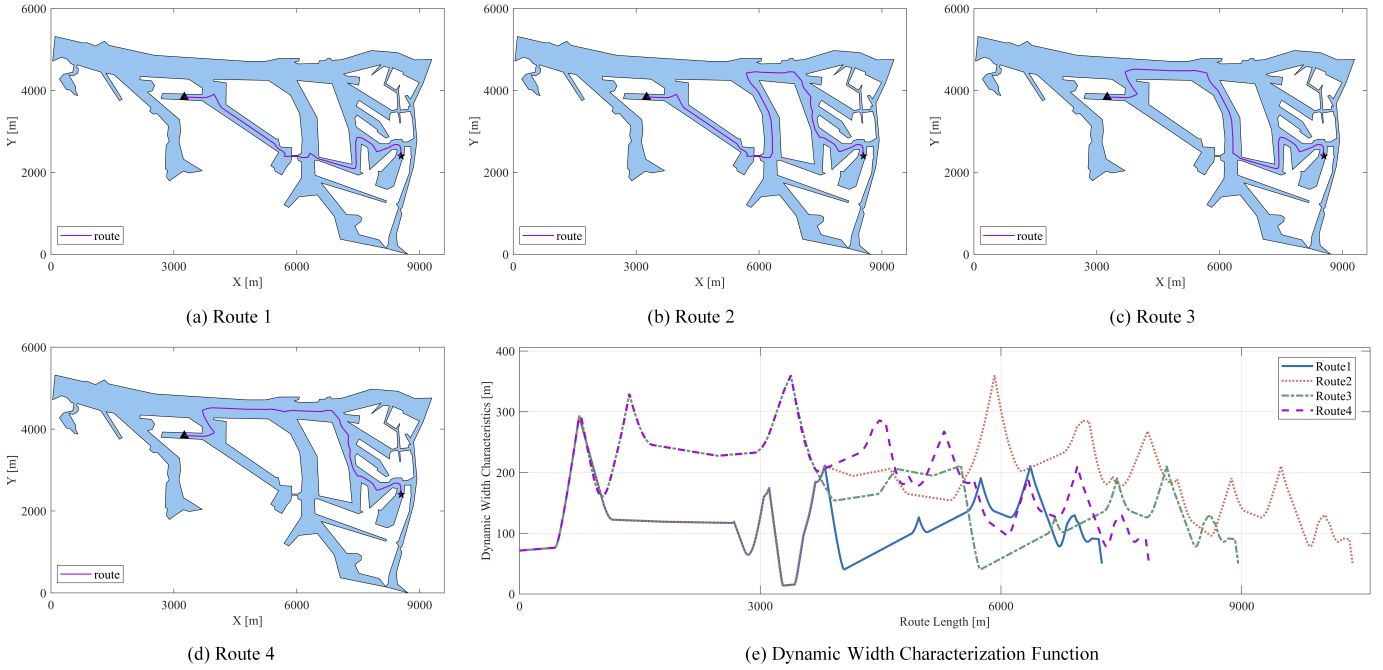 6000
4000
2000
0
Y [m]
0
3000
6000
9000
X [m]
route
(a) Route 1
6000
4000
2000
0
Y [m]
0
3000
6000
9000
X [m]
route
(b) Route 2
6000
4000
2000
0
Y [m]
0
3000
6000
9000
X [m]
route
(c) Route 3
6000
4000
2000
0
Y [m]
0
3000
6000
9000
X [m]
route
(d) Route 4
400
300
200
100
0
Dynamic Width Characteristics [m]
0
3000
6000
9000
Route Length [m]
Route1
Route2
Route3
Route4
(e) Dynamic Width Characterization Function